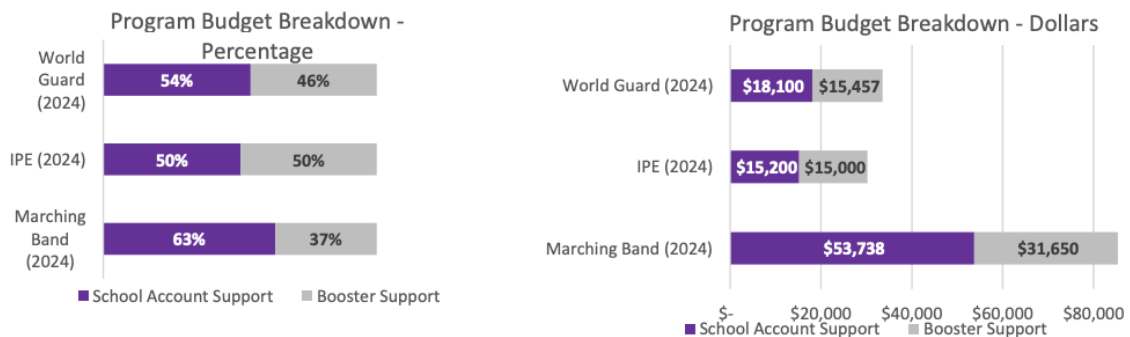 Program Budget Breakdown -
Percentage
World
Guard
(2024)
54%
46%
IPE (2024)
50%
50%
Marching
Band
(2024)
63%
37%
School Account Support
Booster Support
Program Budget Breakdown - Dollars
World Guard (2024)
$18,100
$15,457
IPE (2024)
$15,200
$15,000
Marching Band (2024)
$53,738
$31,650
$-
$20,000
$40,000
$60,000
$80,000
School Account Support
Booster Support